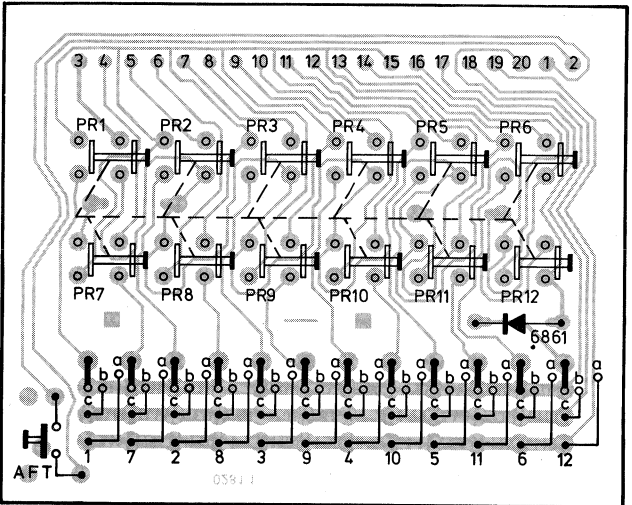 3 4 5 6 7 8 9 10 11 12 13 14 15 16 17 18 19 20 1 2
PR1 PR2 PR3 PR4 PR5 PR6
PR7 PR8 PR9 PR10 PR11 PR12
6861
a a a a a a a a a a a a
b b b b b b b b b b b b
c c c c c c c c c c c c
1 7 2 8 3 9 4 10 5 11 6 12
AFT